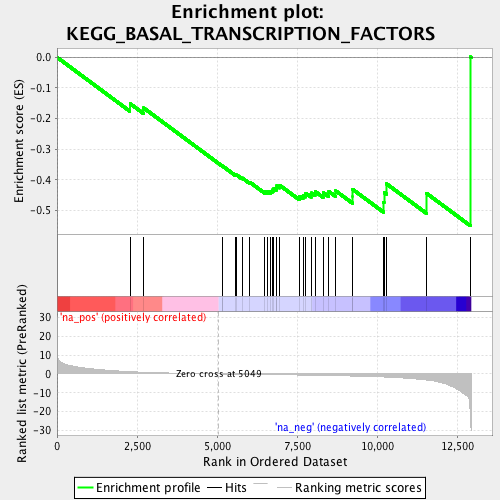 Enrichment plot:
KEGG_BASAL_TRANSCRIPTION_FACTORS
Enrichment score (ES)
0.0
-0.1
-0.2
-0.3
-0.4
-0.5
Ranked list metric (PreRanked)
30
20
10
0
-10
-20
-30
'na_pos' (positively correlated)
Zero cross at 5049
'na_neg' (negatively correlated)
0
2,500
5,000
7,500
10,000
12,500
Rank in Ordered Dataset
Enrichment profile
Hits
Ranking metric scores